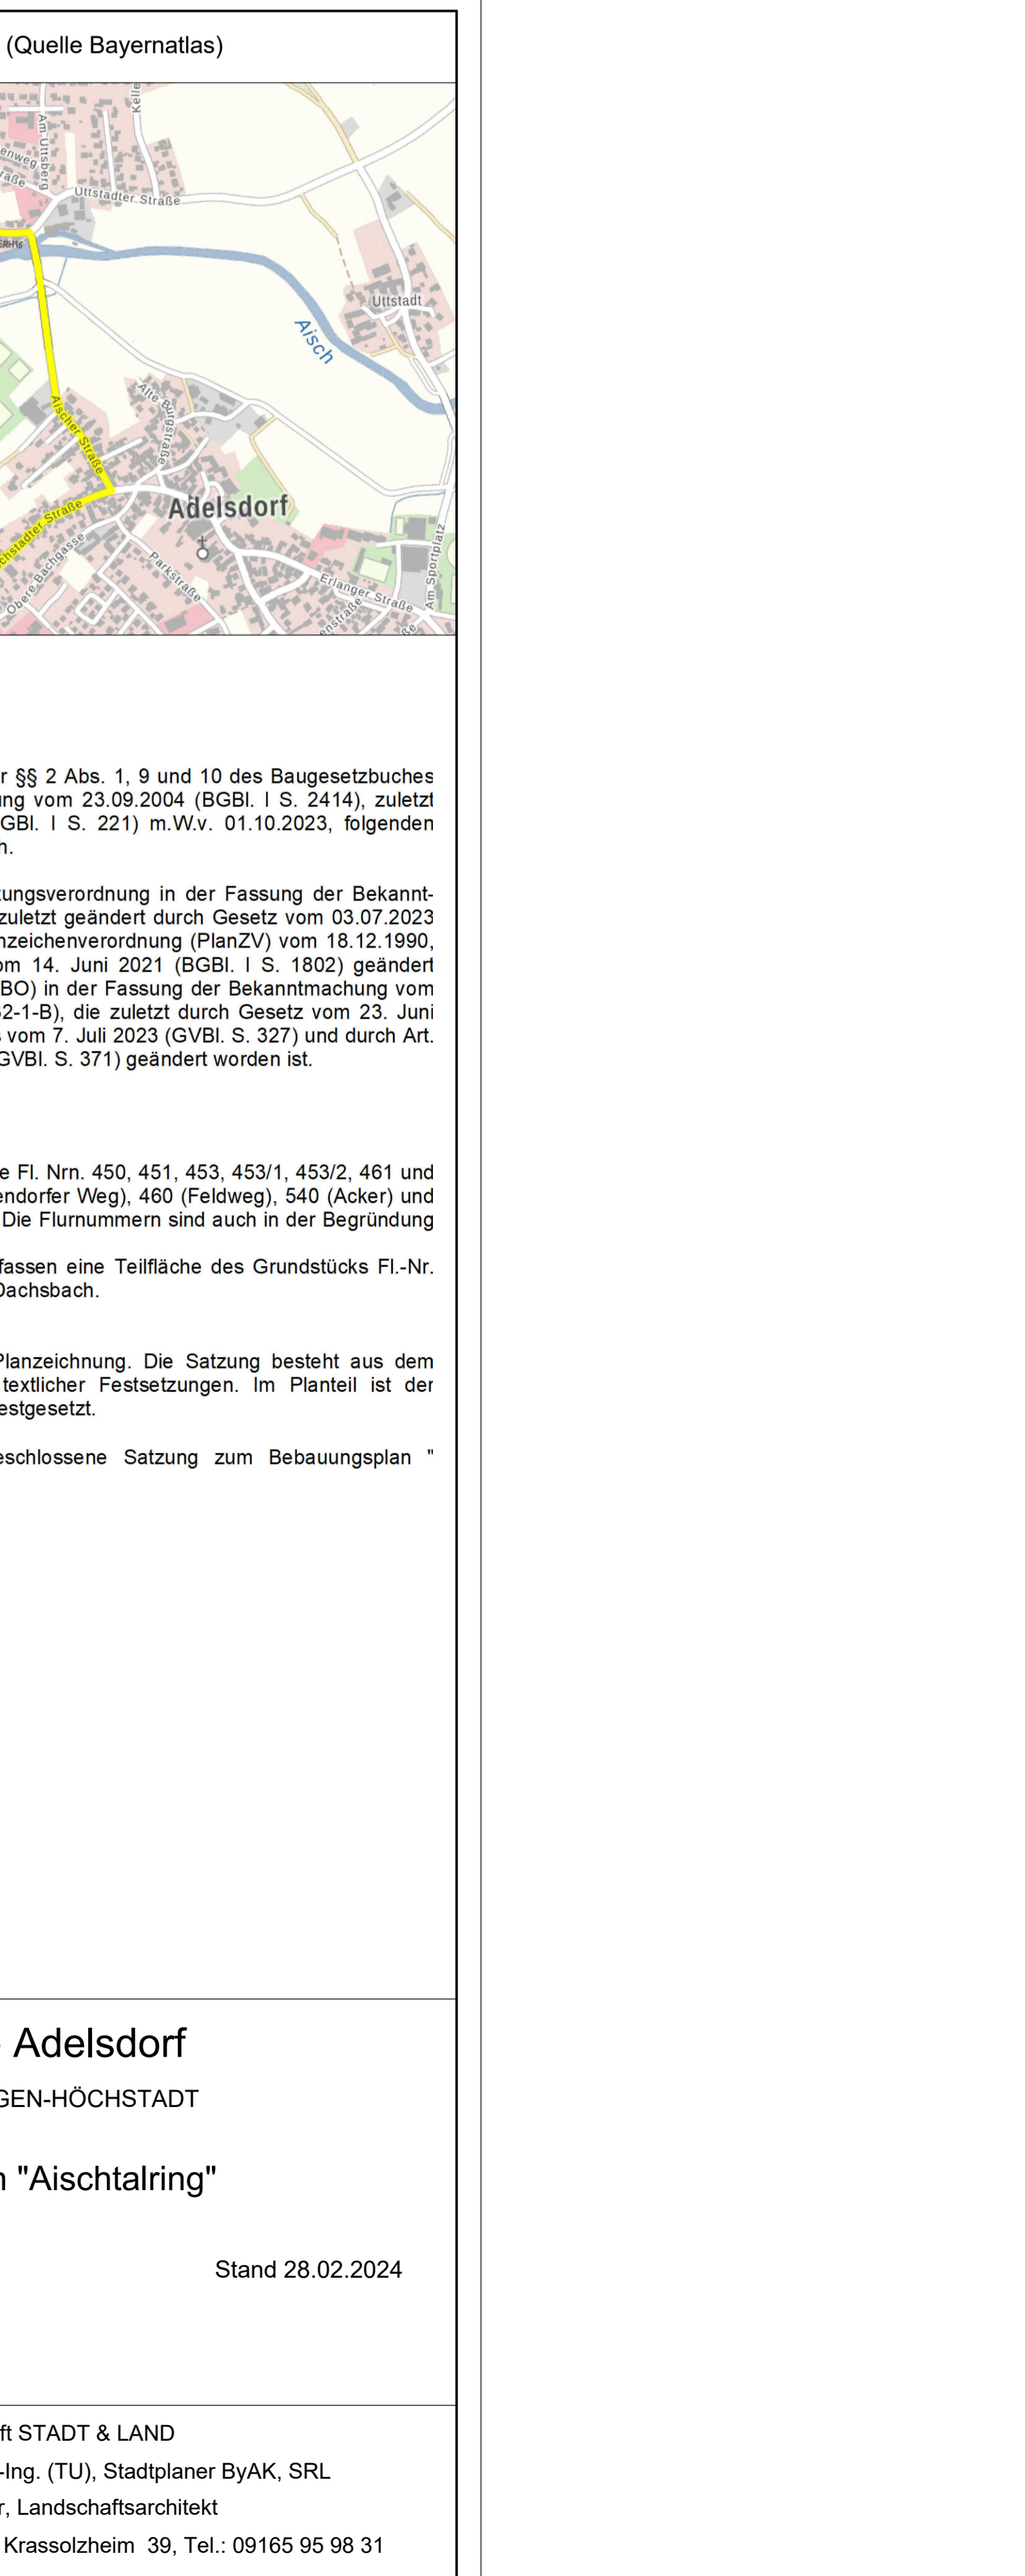 (Quelle Bayernatlas)
Kelle
Am Uttsberg
enweg
raße
Uttstadter Straße
ERH16
Uttstadt
Aisch
Alte Burgstraße
Aischer Straße
Adelsdorf
chstadter Straße
Obere Bachgasse
Parkstraße
Erlanger Straße
Am Sportplatz
enstraße
ße
r §§ 2 Abs. 1, 9 und 10 des Baugesetzbuches
ung vom 23.09.2004 (BGBl. I S. 2414), zuletzt
GBl. I S. 221) m.W.v. 01.10.2023, folgenden
h.
zungsverordnung in der Fassung der Bekannt-
zuletzt geändert durch Gesetz vom 03.07.2023
nzeichenverordnung (PlanZV) vom 18.12.1990,
om 14. Juni 2021 (BGBl. I S. 1802) geändert
BO) in der Fassung der Bekanntmachung vom
2-1-B), die zuletzt durch Gesetz vom 23. Juni
s vom 7. Juli 2023 (GVBl. S. 327) und durch Art.
GVBl. S. 371) geändert worden ist.
e Fl. Nrn. 450, 451, 453, 453/1, 453/2, 461 und
endorfer Weg), 460 (Feldweg), 540 (Acker) und
Die Flurnummern sind auch in der Begründung
fassen eine Teilfläche des Grundstücks Fl.-Nr.
Dachsbach.
Planzeichnung. Die Satzung besteht aus dem
textlicher Festsetzungen. Im Planteil ist der
estgesetzt.
eschlossene Satzung zum Bebauungsplan "
Adelsdorf
GEN-HÖCHSTADT
n "Aischtalring"
Stand 28.02.2024
ft STADT & LAND
-Ing. (TU), Stadtplaner ByAK, SRL
r, Landschaftsarchitekt
Krassolzheim 39, Tel.: 09165 95 98 31